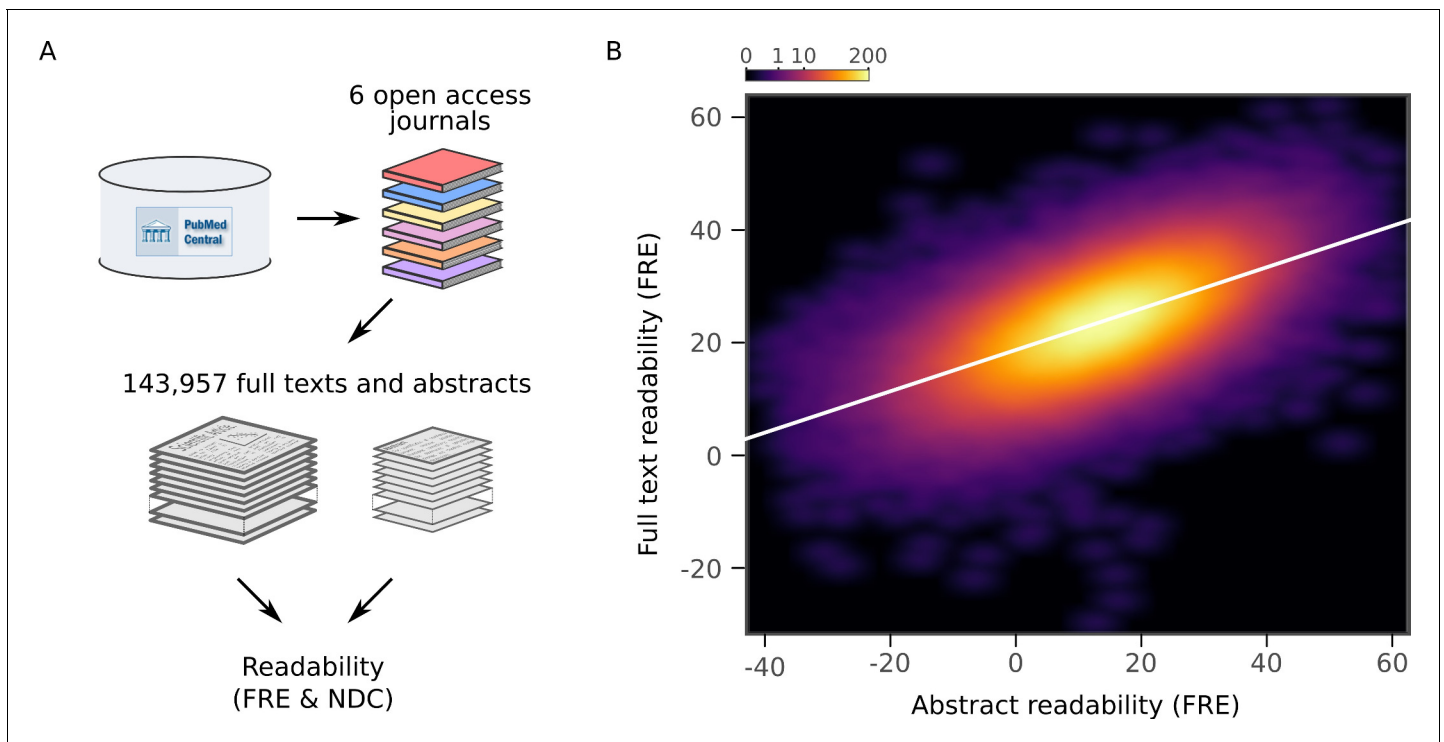 A
6 open access
journals
PubMed
Central
143,957 full texts and abstracts
Readability
(FRE & NDC)
B
0 1 10 200
Full text readability (FRE)
60
40
20
0
-20
-40 -20 0 20 40 60
Abstract readability (FRE)